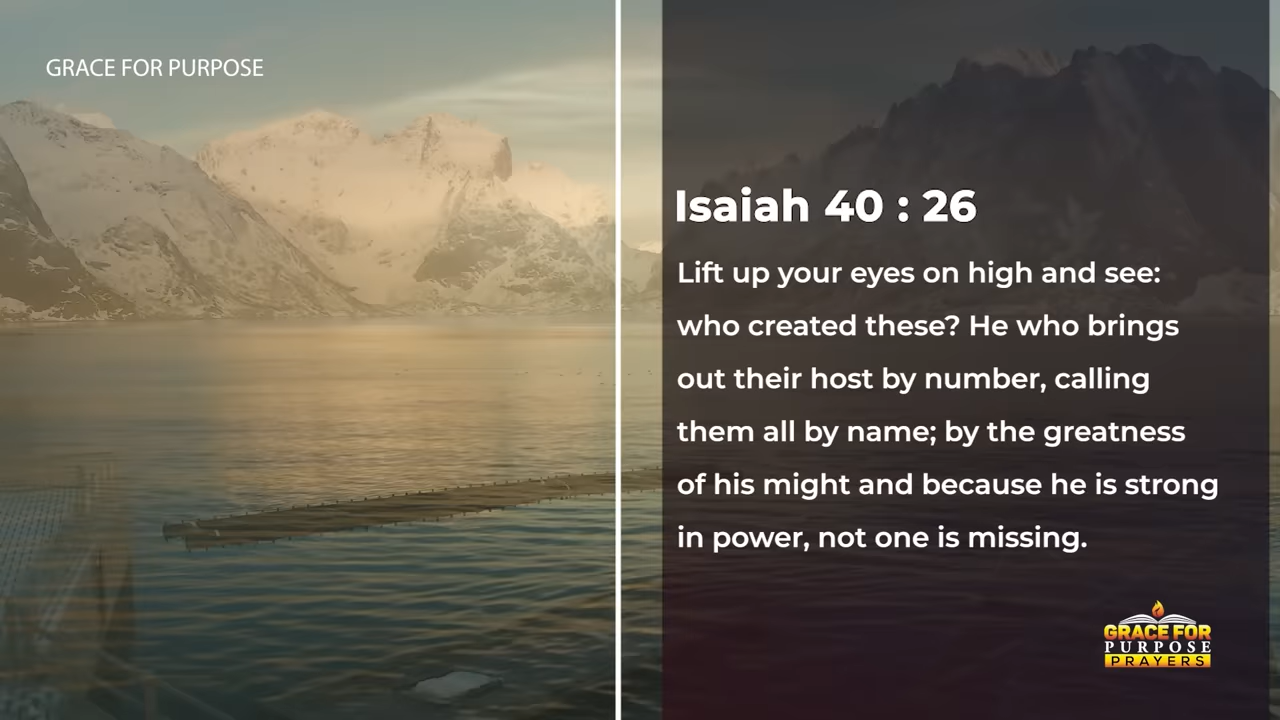 GRACE FOR PURPOSE
Isaiah 40 : 26
Lift up your eyes on high and see:
who created these? He who brings
out their host by number, calling
them all by name; by the greatness
of his might and because he is strong
in power, not one is missing.
GRACE FOR
PURPOSE
PRAYERS